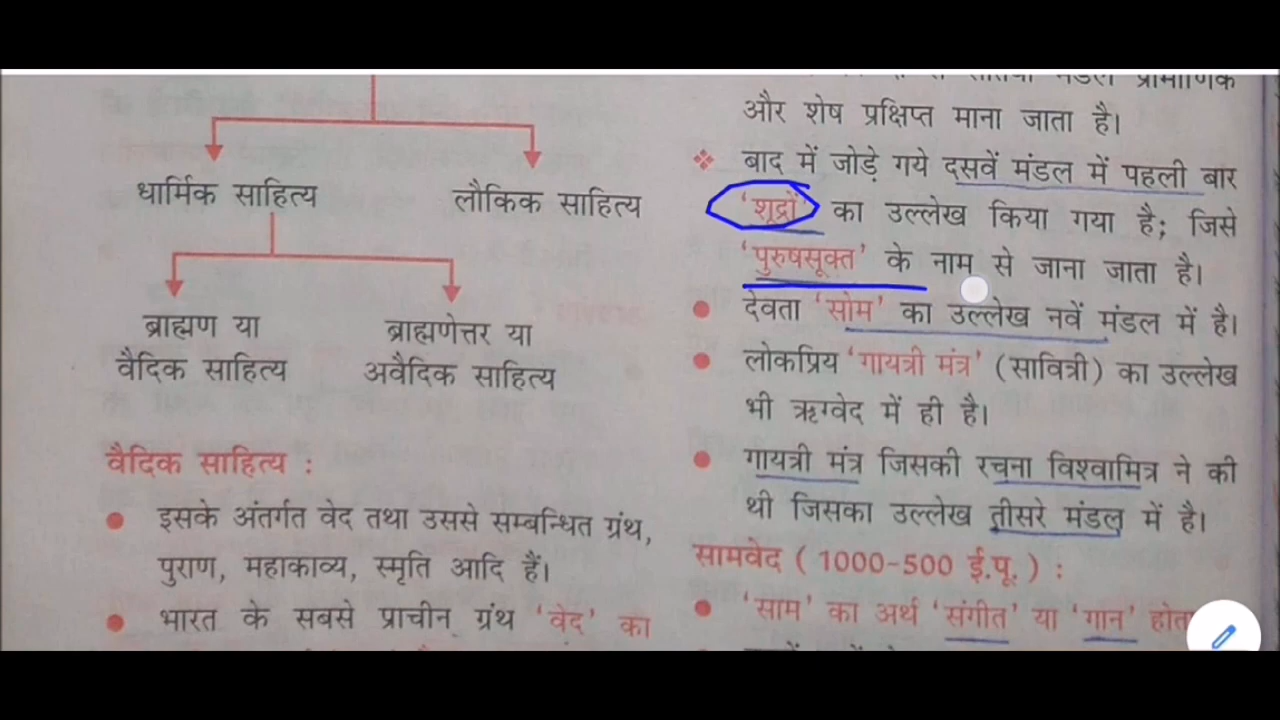 धार्मिक साहित्य
लौकिक साहित्य
ब्राह्मण या
वैदिक साहित्य
ब्राह्मणेत्तर या
अवैदिक साहित्य
वैदिक साहित्य :
इसके अंतर्गत वेद तथा उससे सम्बन्धित ग्रंथ,
पुराण, महाकाव्य, स्मृति आदि हैं।
भारत के सबसे प्राचीन ग्रंथ 'वेद' का
मंडल प्रामाणिक
और शेष प्रक्षिप्त माना जाता है।
बाद में जोड़े गये दसवें मंडल में पहली बार
'शूद्रों' का उल्लेख किया गया है; जिसे
'पुरुषसूक्त' के नाम से जाना जाता है।
देवता 'सोम' का उल्लेख नवें मंडल में है।
लोकप्रिय 'गायत्री मंत्र' (सावित्री) का उल्लेख
भी ऋग्वेद में ही है।
गायत्री मंत्र जिसकी रचना विश्वामित्र ने की
थी जिसका उल्लेख तीसरे मंडल में है।
सामवेद ( 1000-500 ई.पू. ) :
'साम' का अर्थ 'संगीत' या 'गान' होता